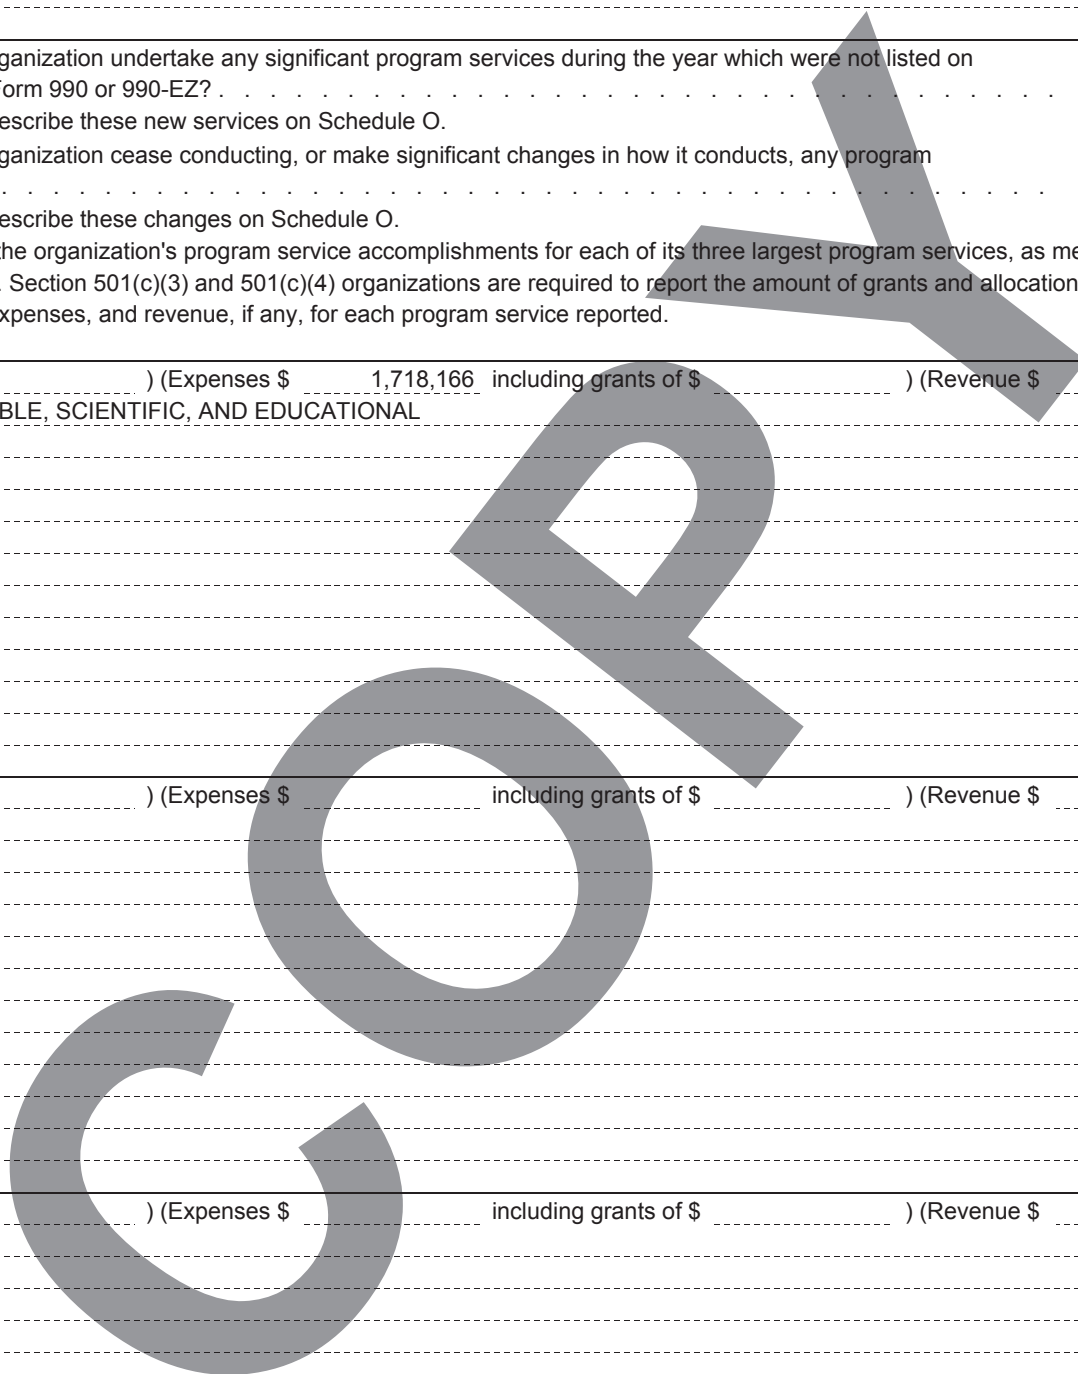 ganization undertake any significant program services during the year which were not listed on
orm 990 or 990-EZ? . . . . . . . . . . . . . . . . . . . . . . . . . . . . . . . . .
escribe these new services on Schedule O.
ganization cease conducting, or make significant changes in how it conducts, any program
. . . . . . . . . . . . . . . . . . . . . . . . . . . . . . . . . . . . . . . .
escribe these changes on Schedule O.
the organization's program service accomplishments for each of its three largest program services, as me
. Section 501(c)(3) and 501(c)(4) organizations are required to report the amount of grants and allocation
xpenses, and revenue, if any, for each program service reported.
) (Expenses $ 1,718,166 including grants of $ ) (Revenue $
BLE, SCIENTIFIC, AND EDUCATIONAL
) (Expenses $ including grants of $ ) (Revenue $
) (Expenses $ including grants of $ ) (Revenue $
COPY